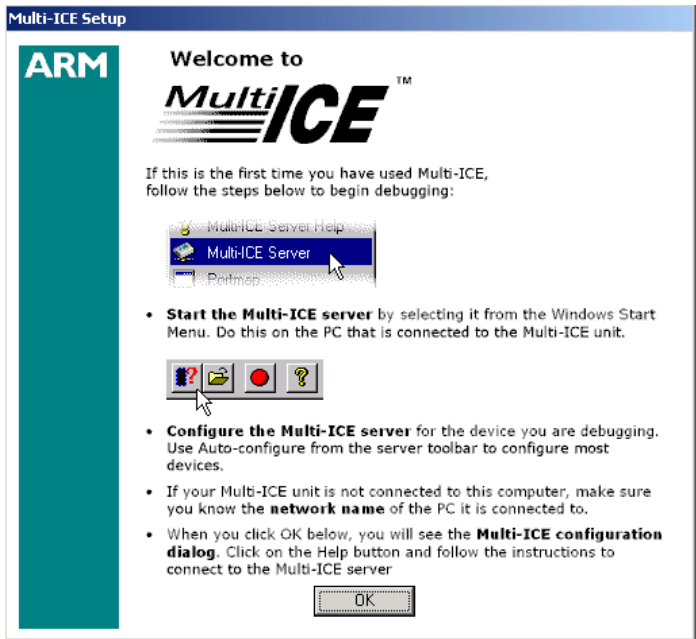 Multi-ICE Setup
ARM
Welcome to
Multi ICE ™
If this is the first time you have used Multi-ICE,
follow the steps below to begin debugging:
Multi-ICE Server Help
Multi-ICE Server
Portmap
• Start the Multi-ICE server by selecting it from the Windows Start
Menu. Do this on the PC that is connected to the Multi-ICE unit.
• Configure the Multi-ICE server for the device you are debugging.
Use Auto-configure from the server toolbar to configure most
devices.
• If your Multi-ICE unit is not connected to this computer, make sure
you know the network name of the PC it is connected to.
• When you click OK below, you will see the Multi-ICE configuration
dialog. Click on the Help button and follow the instructions to
connect to the Multi-ICE server
OK